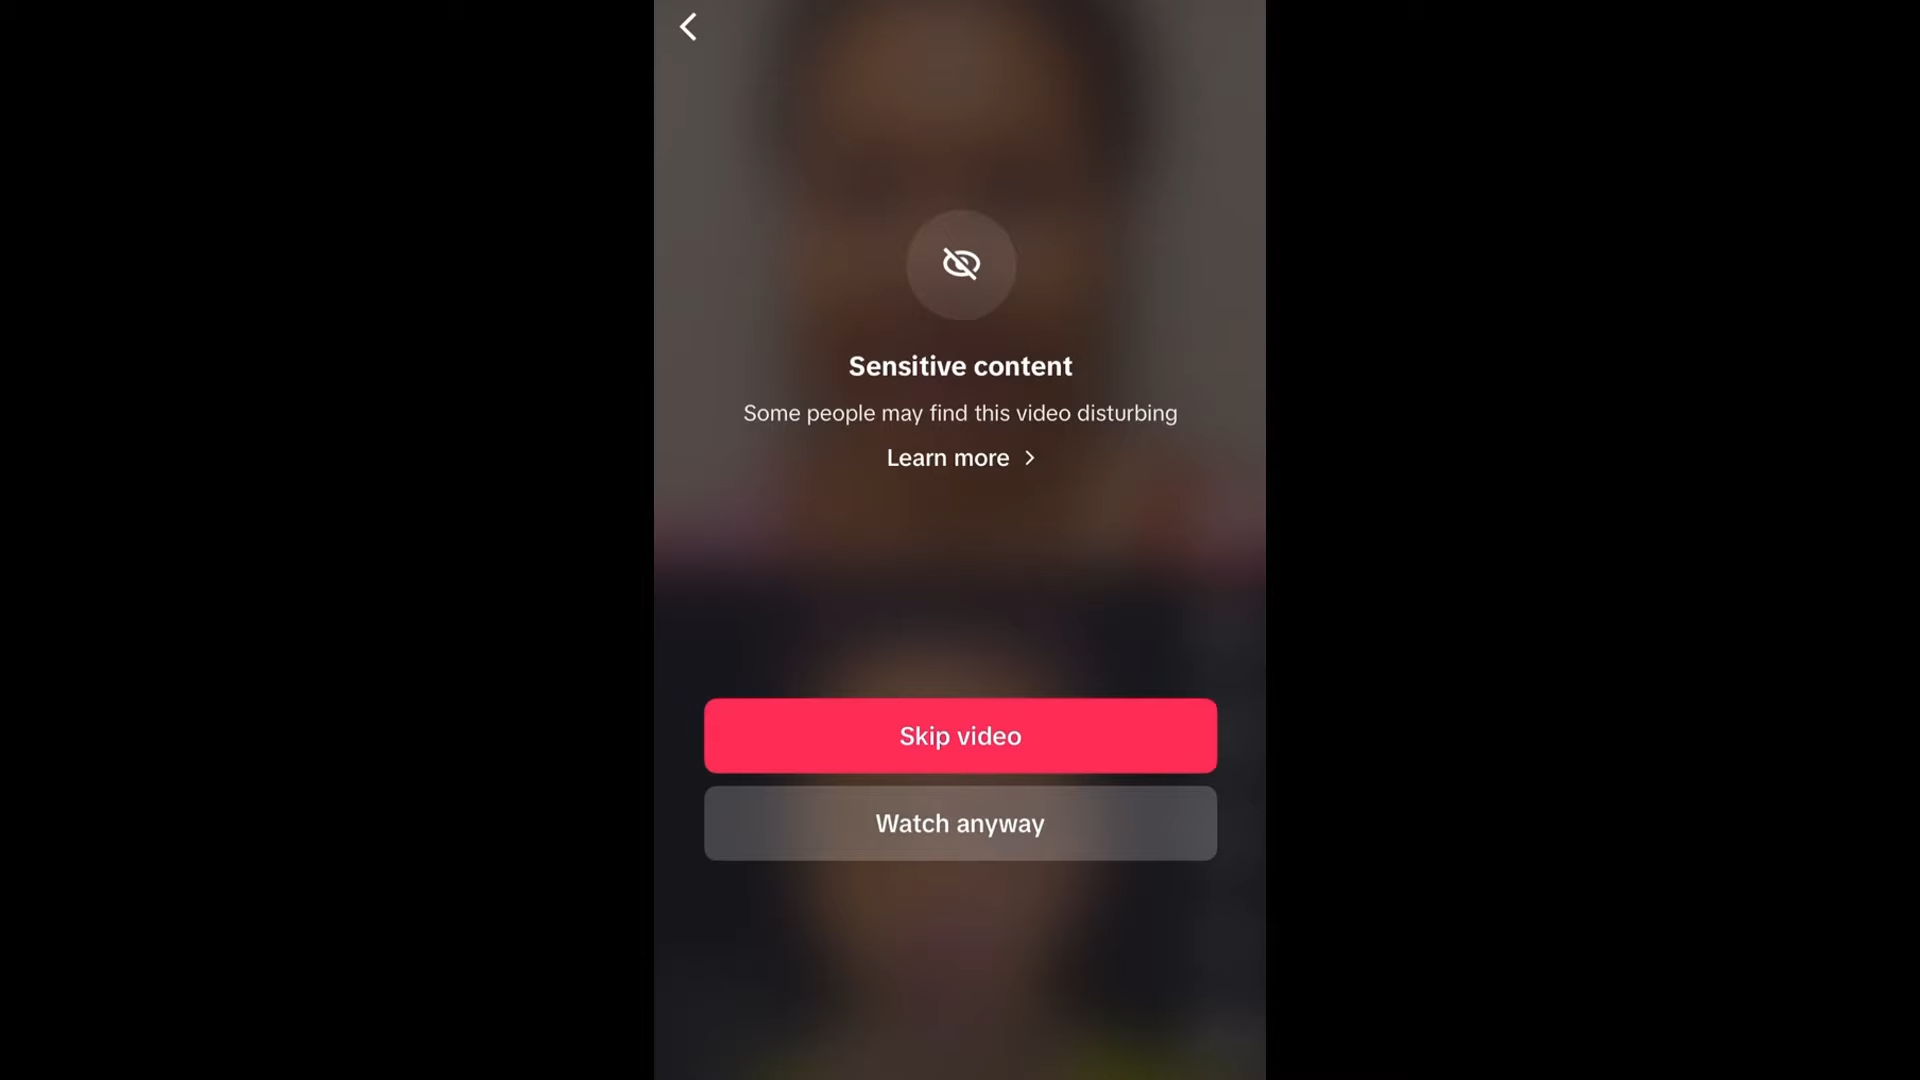 Sensitive content
Some people may find this video disturbing
Learn more
Skip video
Watch anyway